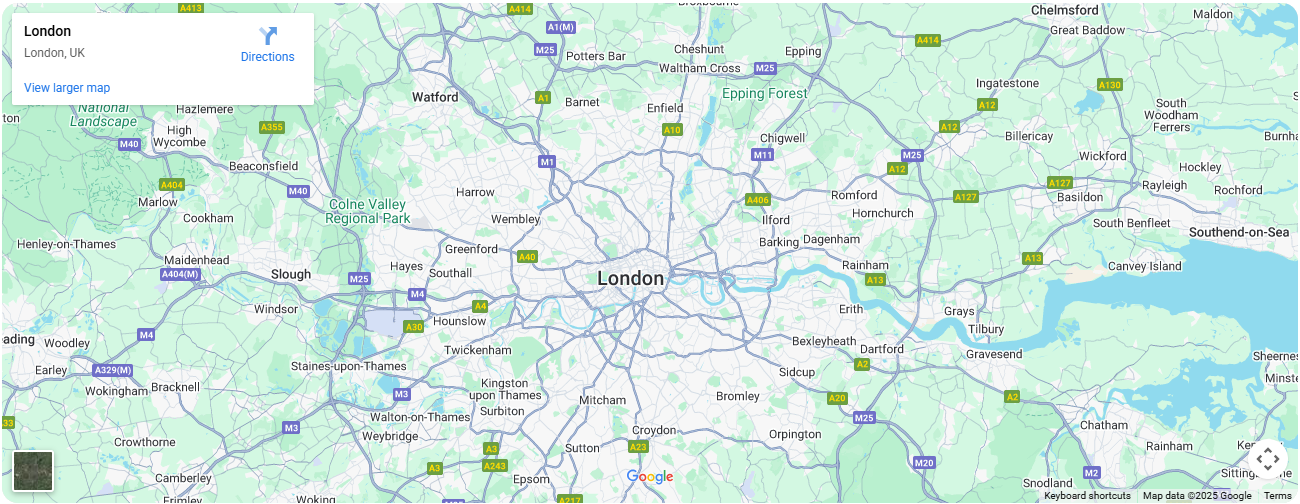 London
London, UK
Directions
View larger map
A413
A414
Chelmsford
Maldon
A1(M)
Great Baddow
M25
Potters Bar
Cheshunt
Epping
A414
Waltham Cross
M25
Ingatestone
A130
Watford
A1
Barnet
Enfield
Epping Forest
A12
South
Woodham
Ferrers
National
Landscape
Hazlemere
High
Wycombe
A355
A10
Chigwell
A12
Billericay
M40
Beaconsfield
M1
M11
M25
Wickford
Hockley
A12
A404
M40
Harrow
A406
Romford
A127
A127
Rayleigh
Rochford
Basildon
Marlow
Colne Valley
Regional Park
Cookham
Wembley
Ilford
Hornchurch
South Benfleet
Southend-on-Sea
Henley-on-Thames
Greenford
A40
Barking
Dagenham
Maidenhead
Hayes
Southall
Rainham
A13
Canvey Island
A404(M)
Slough
M25
London
A13
M4
Windsor
A4
Erith
Grays
Hounslow
A30
Tilbury
M4
Woodley
Twickenham
Bexleyheath
Dartford
Gravesend
Earley
A329(M)
Staines-upon-Thames
A2
Sidcup
Wokingham
Bracknell
Kingston
upon Thames
M3
Mitcham
Bromley
A20
A2
Surbiton
Walton-on-Thames
M25
Chatham
M3
Weybridge
Croydon
Orpington
Crowthorne
Sutton
A3
A23
Rainham
A3
A243
M20
M2
Camberley
Epsom
Google
Snodland
Woking
M25
A217
Keyboard shortcuts
Map data ©2025 Google
Terms